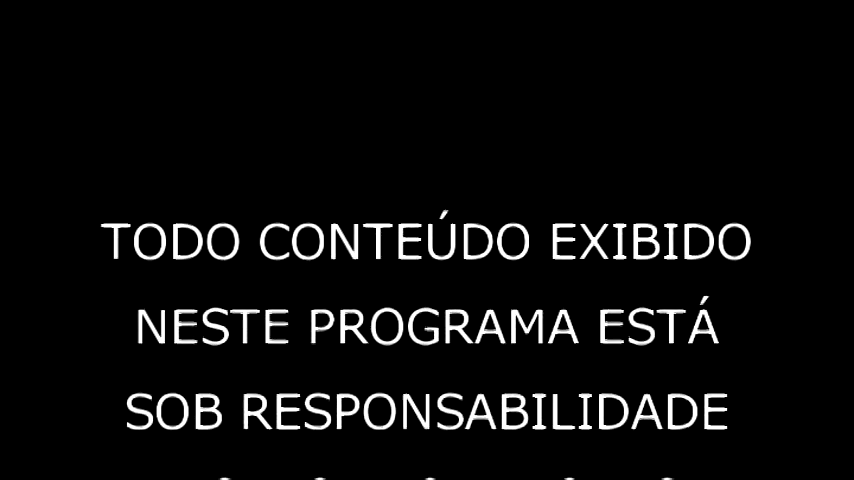 TODO CONTEÚDO EXIBIDO
NESTE PROGRAMA ESTÁ
SOB RESPONSABILIDADE